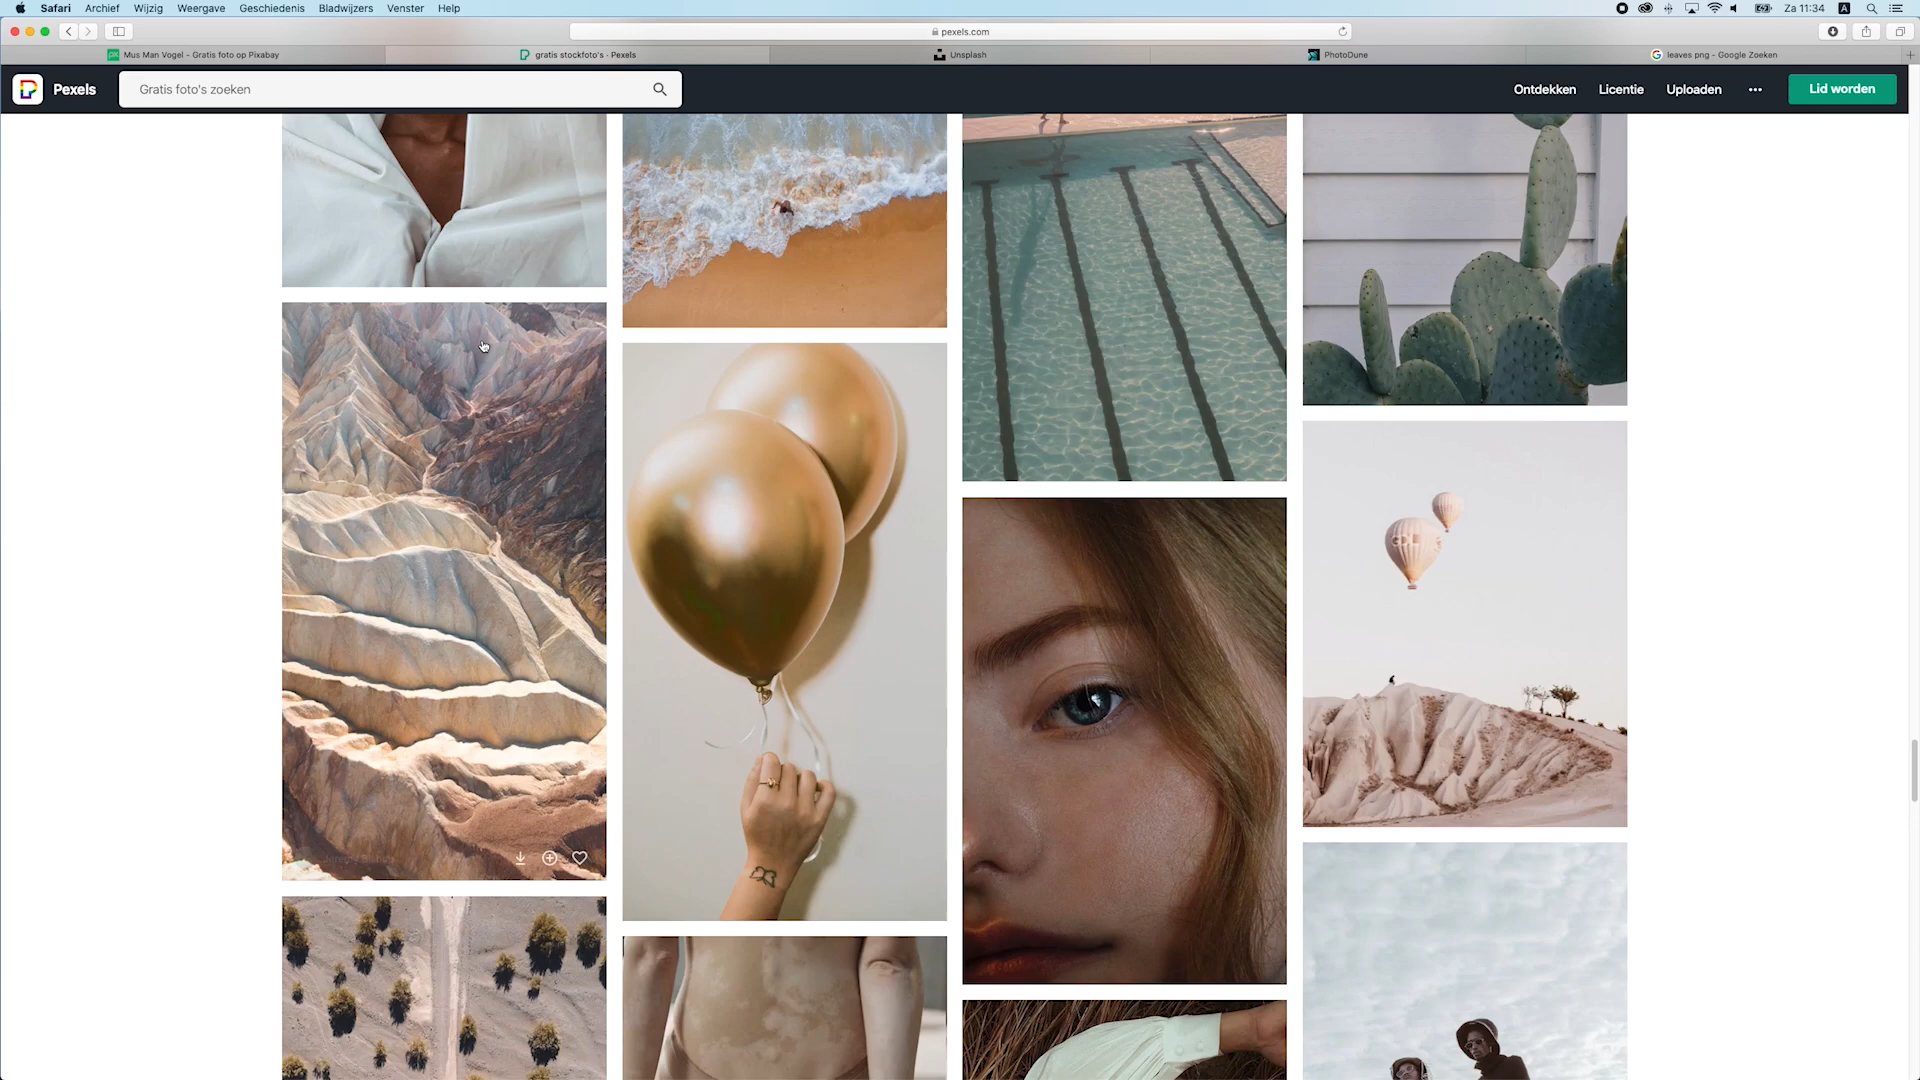 Safari Archief Wijzig Weergave Geschiedenis Bladwijzers Venster Help Za 11:34 A
pexels.com
Mus Man Vogel - Gratis foto op Pixabay
gratis stockfoto's · Pexels
Unsplash
PhotoDune
leaves png - Google Zoeken
Pexels
Gratis foto's zoeken
Ontdekken Licentie Uploaden ••• Lid worden